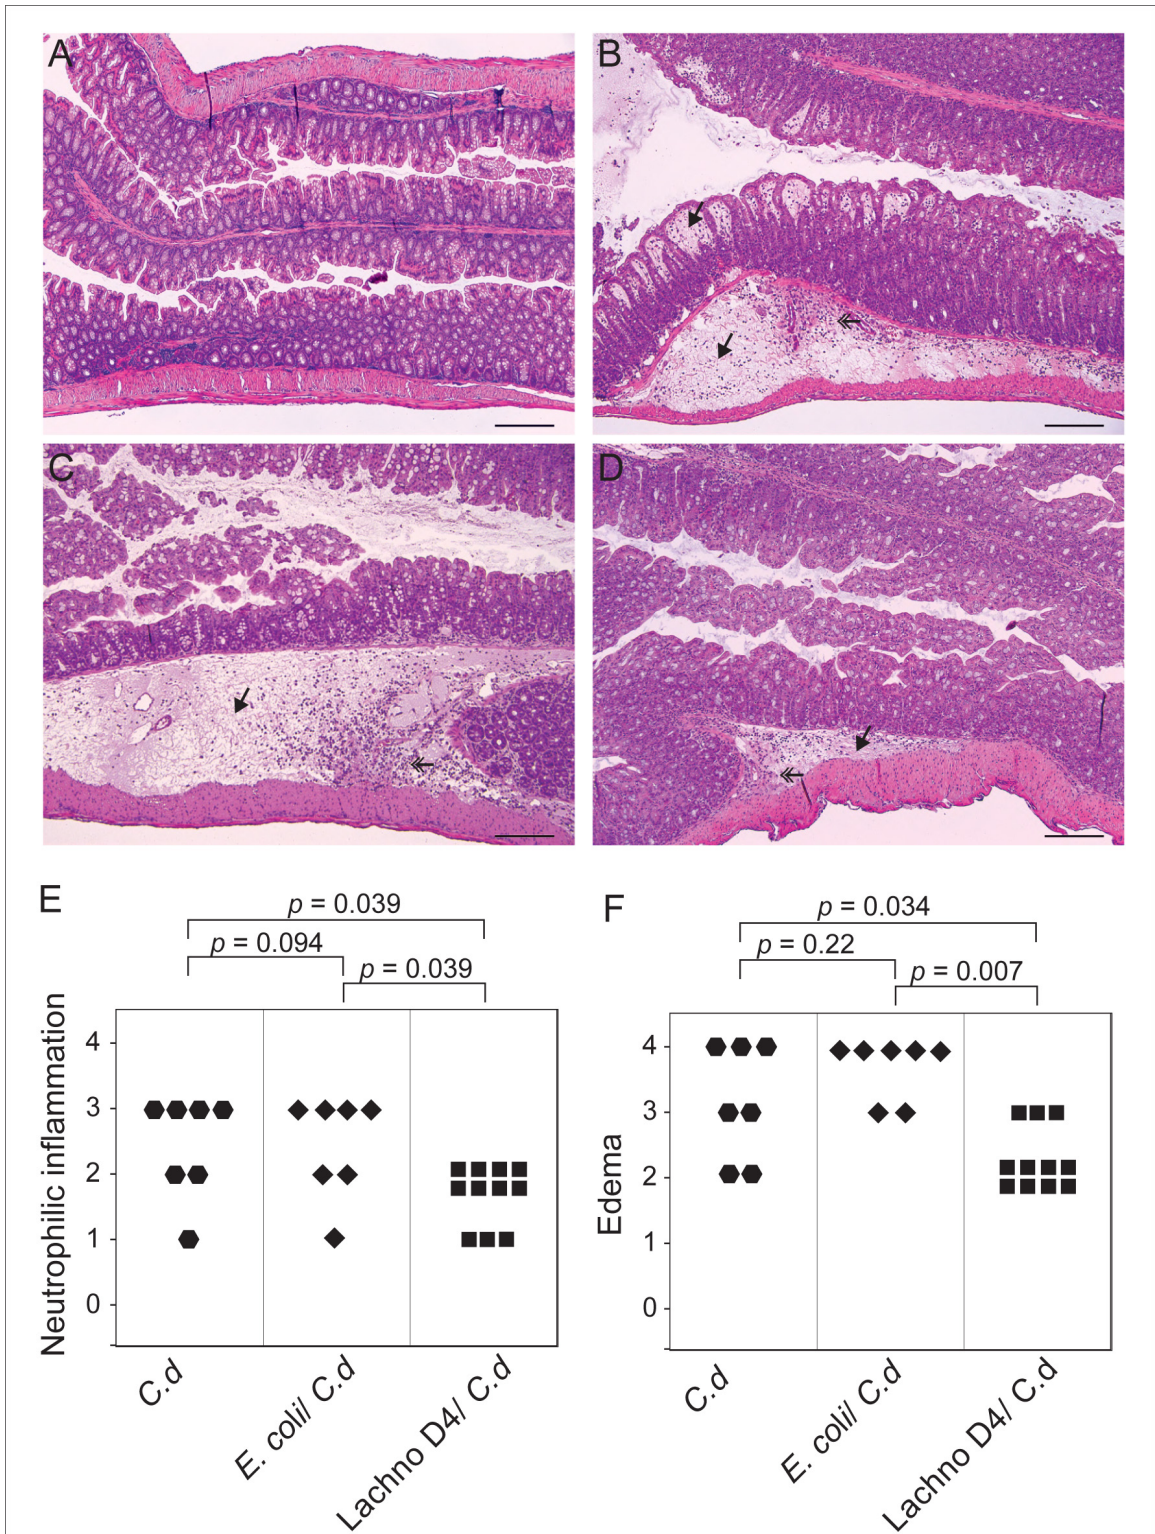 A
B
C
D
E
p = 0.039
p = 0.094
p = 0.039
Neutrophilic inflammation
4
3
2
1
0
C.d
E. coli/ C.d
Lachno D4/ C.d
F
p = 0.034
p = 0.22
p = 0.007
Edema
4
3
2
1
0
C.d
E. coli/ C.d
Lachno D4/ C.d